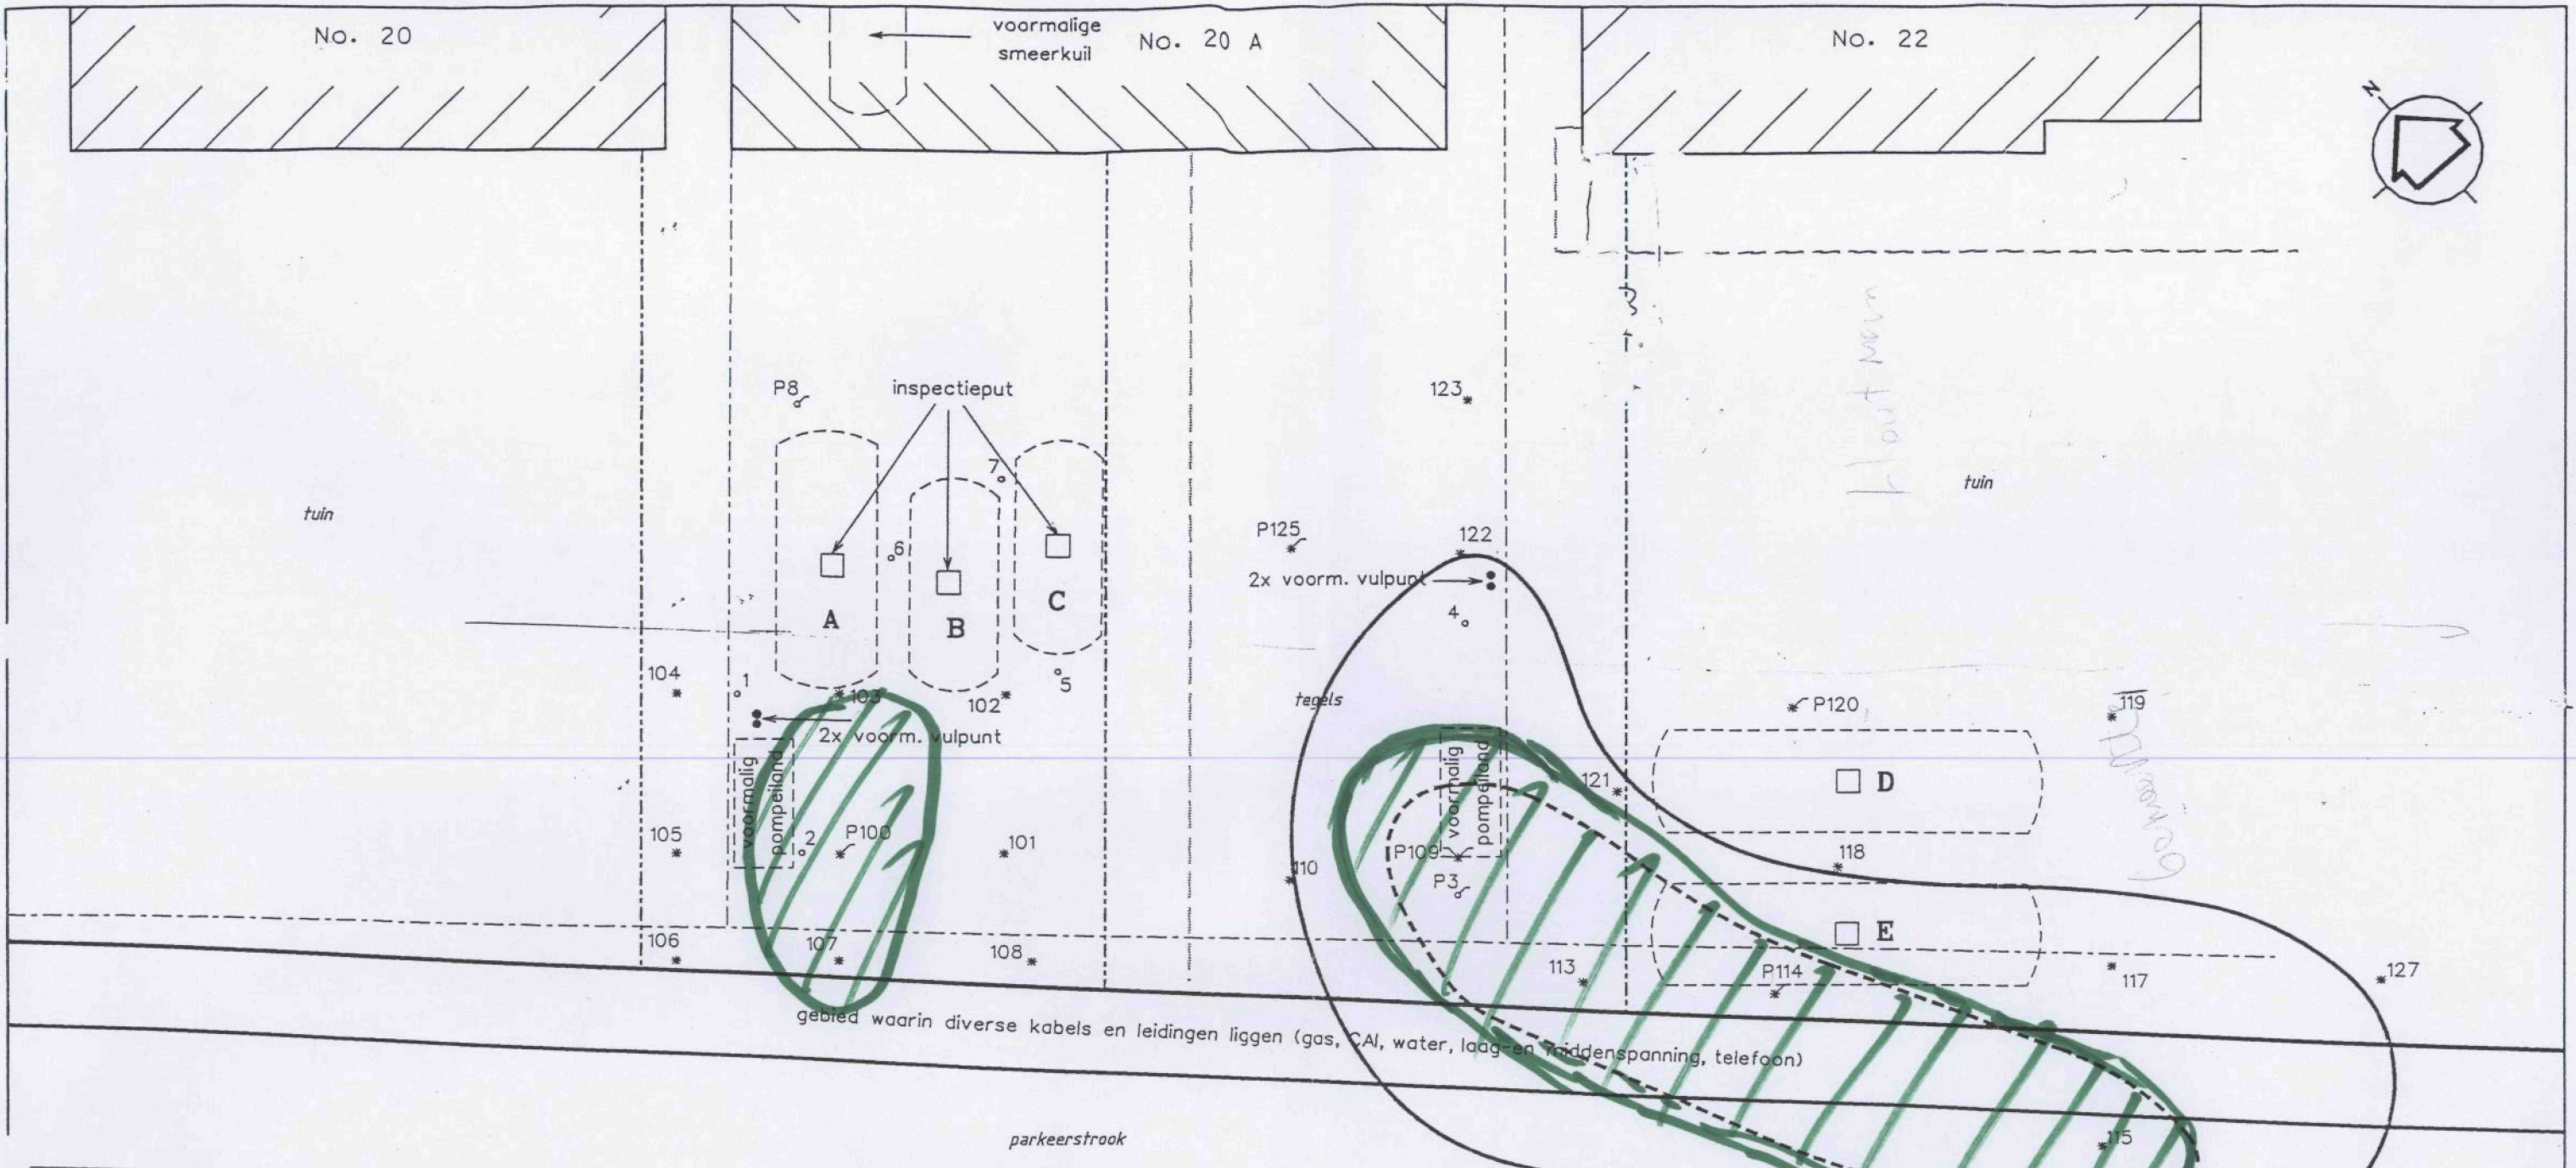 No. 20
voormalige
smeerkuil
No. 20 A
No. 22
N
P8
inspectieput
123
tuin
tuin
7
P125
122
6
2x voorm. vulpunt
A
B
C
4
104
1
103
102
5
tegels
P120
119
2x voorm. vulpunt
voormalig
pompeiland
voormalig
pompeiland
121
D
105
2
P100
101
P109
110
P3
118
106
107
108
E
113
P114
117
127
gebied waarin diverse kabels en leidingen liggen (gas, CAI, water, laag-en middenspanning, telefoon)
parkeerstrook
115